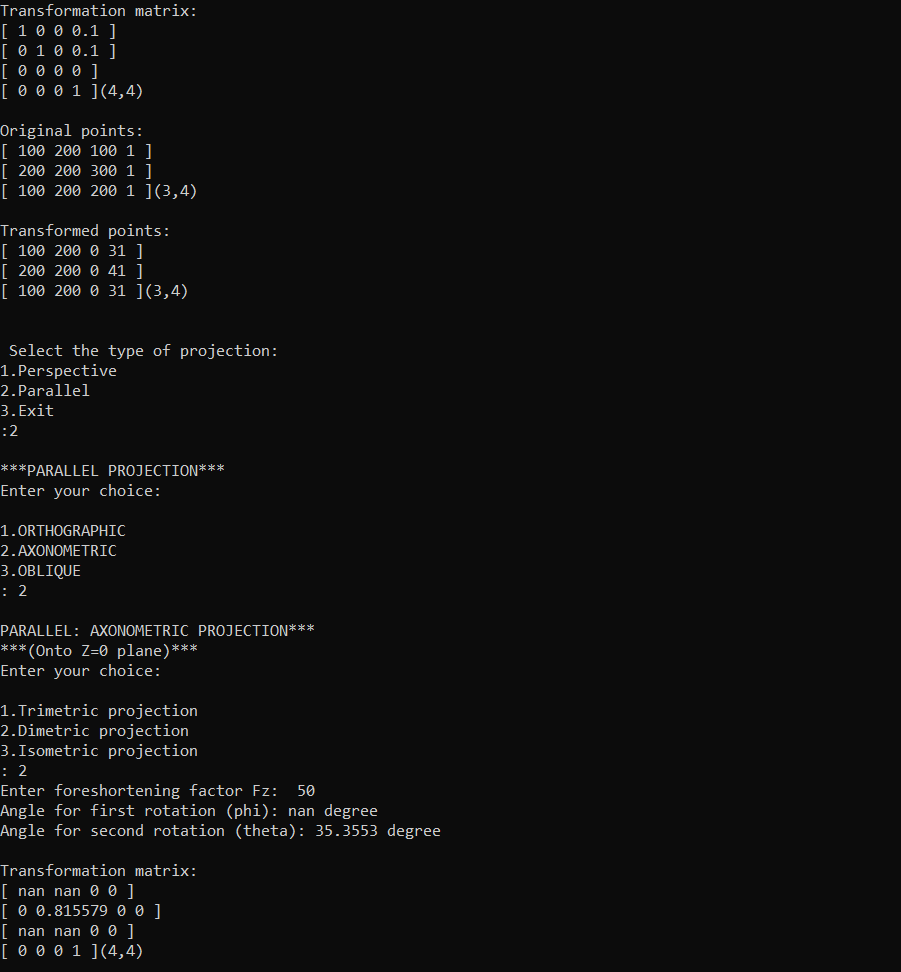 Transformation matrix:
[ 1 0 0 0.1 ]
[ 0 1 0 0.1 ]
[ 0 0 0 0 ]
[ 0 0 0 1 ](4,4)
Original points:
[ 100 200 100 1 ]
[ 200 200 300 1 ]
[ 100 200 200 1 ](3,4)
Transformed points:
[ 100 200 0 31 ]
[ 200 200 0 41 ]
[ 100 200 0 31 ](3,4)
Select the type of projection:
1.Perspective
2.Parallel
3.Exit
:2
***PARALLEL PROJECTION***
Enter your choice:
1.ORTHOGRAPHIC
2.AXONOMETRIC
3.OBLIQUE
: 2
PARALLEL: AXONOMETRIC PROJECTION***
***(Onto Z=0 plane)***
Enter your choice:
1.Trimetric projection
2.Dimetric projection
3.Isometric projection
: 2
Enter foreshortening factor Fz:  50
Angle for first rotation (phi): nan degree
Angle for second rotation (theta): 35.3553 degree
Transformation matrix:
[ nan nan 0 0 ]
[ 0 0.815579 0 0 ]
[ nan nan 0 0 ]
[ 0 0 0 1 ](4,4)